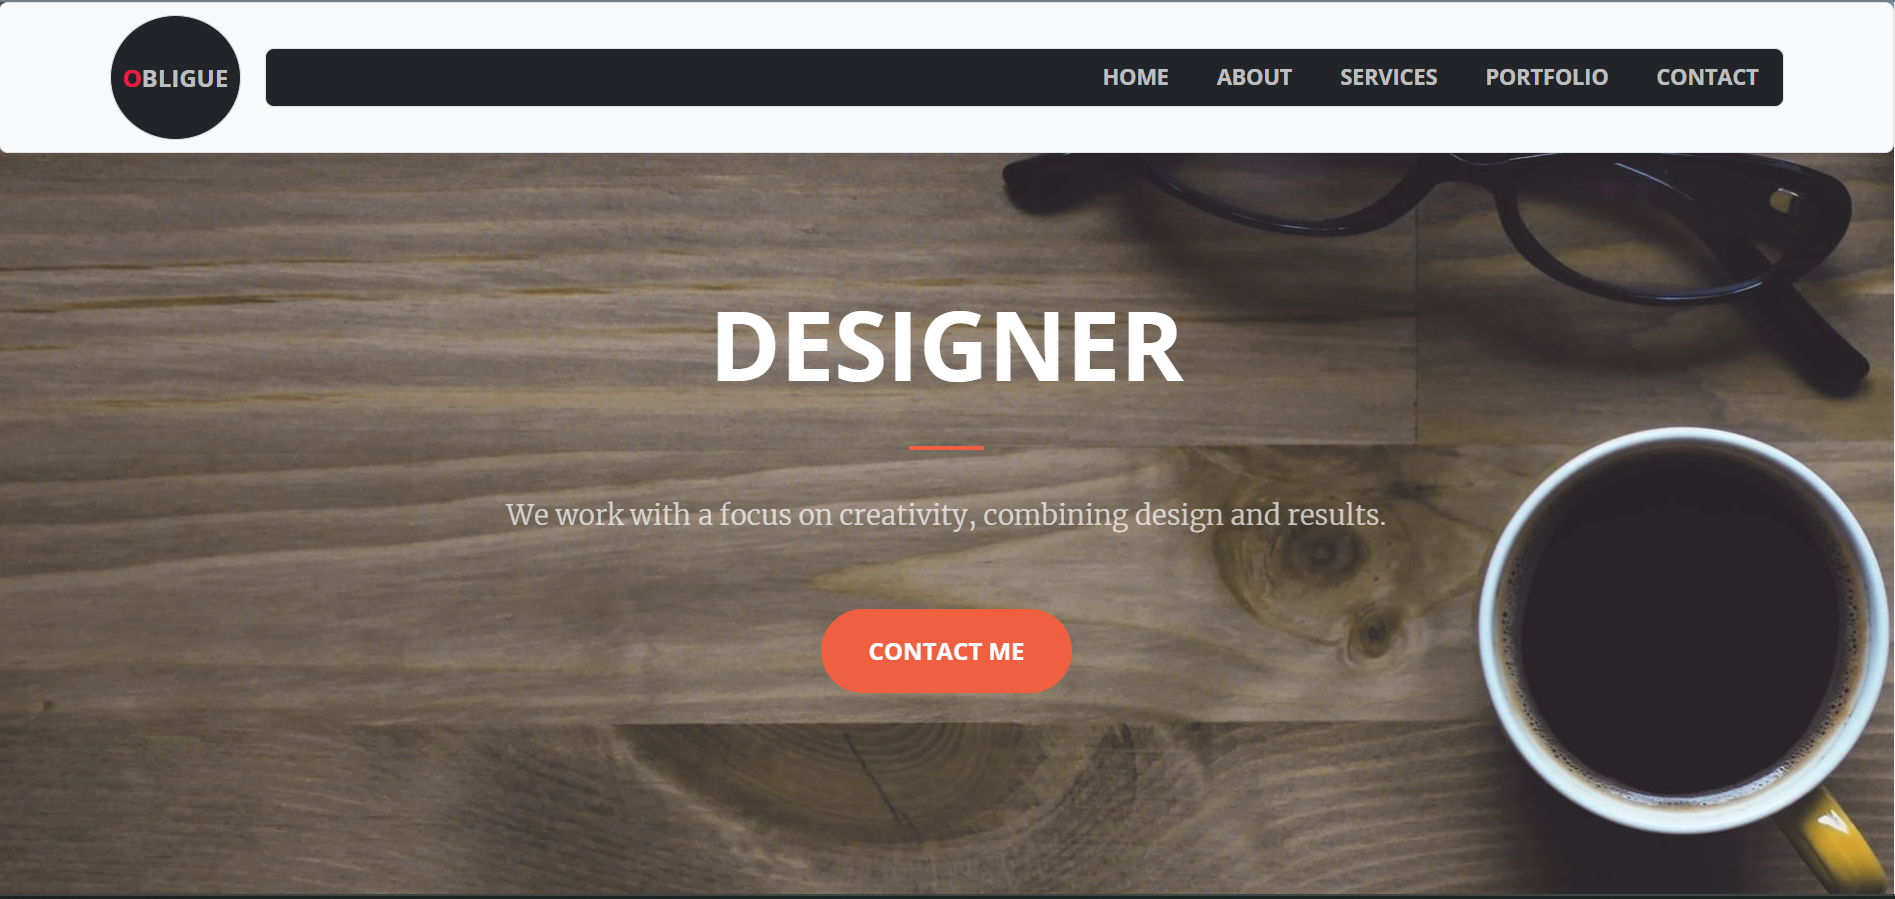 OBLIGUE
HOME ABOUT SERVICES PORTFOLIO CONTACT
DESIGNER
We work with a focus on creativity, combining design and results.
CONTACT ME